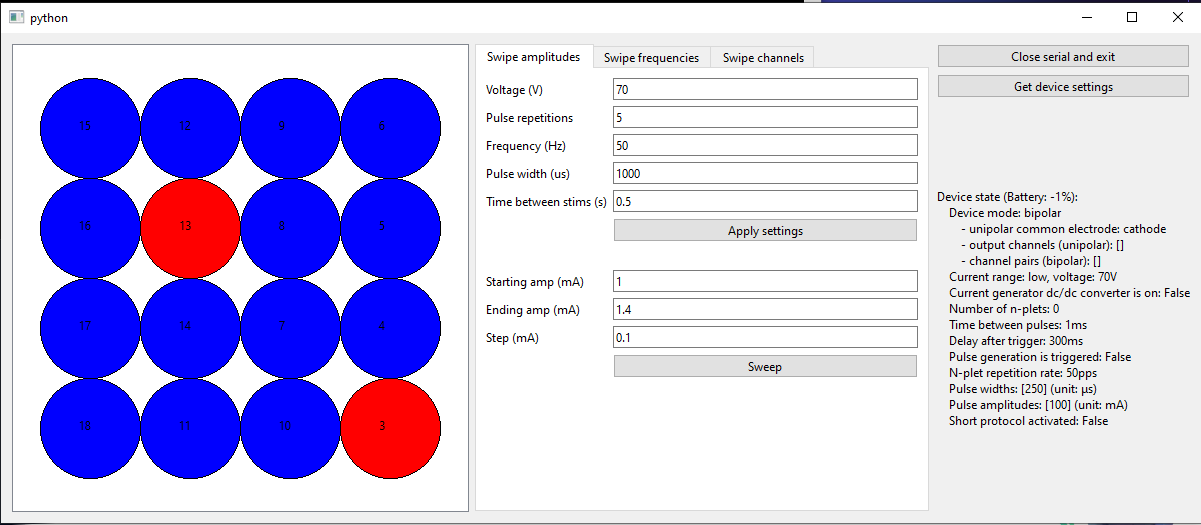 python
15 12 9 6
16 13 8 5
17 14 7 4
18 11 10 3
Swipe amplitudes Swipe frequencies Swipe channels
Voltage (V) 70
Pulse repetitions 5
Frequency (Hz) 50
Pulse width (us) 1000
Time between stims (s) 0.5
Apply settings
Starting amp (mA) 1
Ending amp (mA) 1.4
Step (mA) 0.1
Sweep
Close serial and exit
Get device settings
Device state (Battery: -1%):
Device mode: bipolar
- unipolar common electrode: cathode
- output channels (unipolar): []
- channel pairs (bipolar): []
Current range: low, voltage: 70V
Current generator dc/dc converter is on: False
Number of n-plets: 0
Time between pulses: 1ms
Delay after trigger: 300ms
Pulse generation is triggered: False
N-plet repetition rate: 50pps
Pulse widths: [250] (unit: µs)
Pulse amplitudes: [100] (unit: mA)
Short protocol activated: False